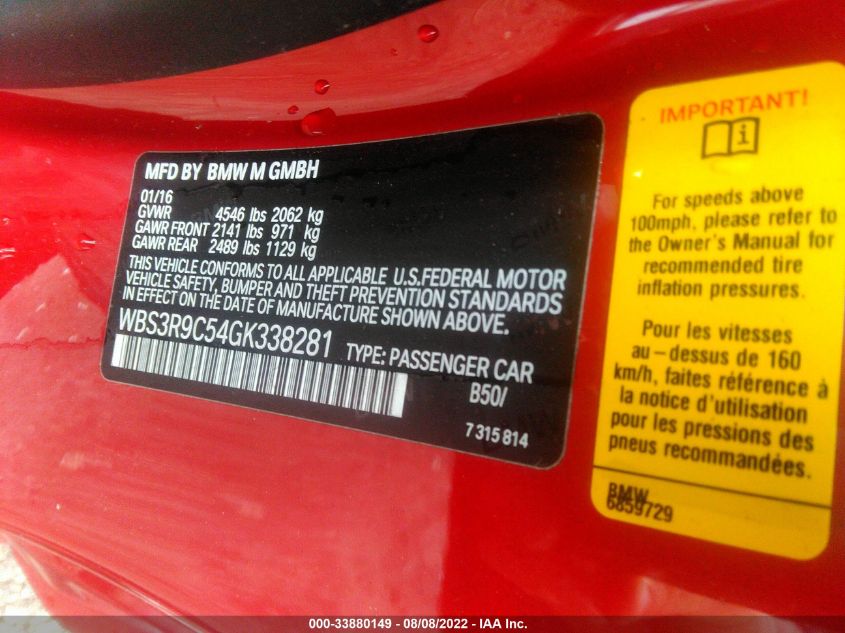 MFD BY BMW M GMBH
01/16
GVWR 4546 lbs 2062 kg
GAWR FRONT 2141 lbs 971 kg
GAWR REAR 2489 lbs 1129 kg
THIS VEHICLE CONFORMS TO ALL APPLICABLE U.S.FEDERAL MOTOR
VEHICLE SAFETY, BUMPER AND THEFT PREVENTION STANDARDS
IN EFFECT ON THE DATE OF MANUFACTURE SHOWN ABOVE.
WBS3R9C54GK338281 TYPE: PASSENGER CAR
B50/
7 315 814
IMPORTANT!
i
For speeds above
100mph, please refer to
the Owner's Manual for
recommended tire
inflation pressures.
Pour les vitesses
au-dessus de 160
km/h, faites référence à
la notice d'utilisation
pour les pressions des
pneus recommandées.
BMW
6859729
000-33880149 - 08/08/2022 - IAA Inc.